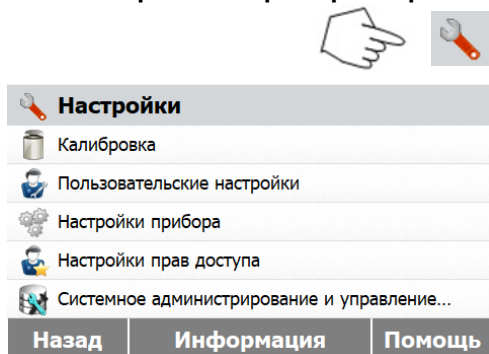 Настройки
Калибровка
Пользовательские настройки
Настройки прибора
Настройки прав доступа
Системное администрирование и управление...
Назад Информация Помощь